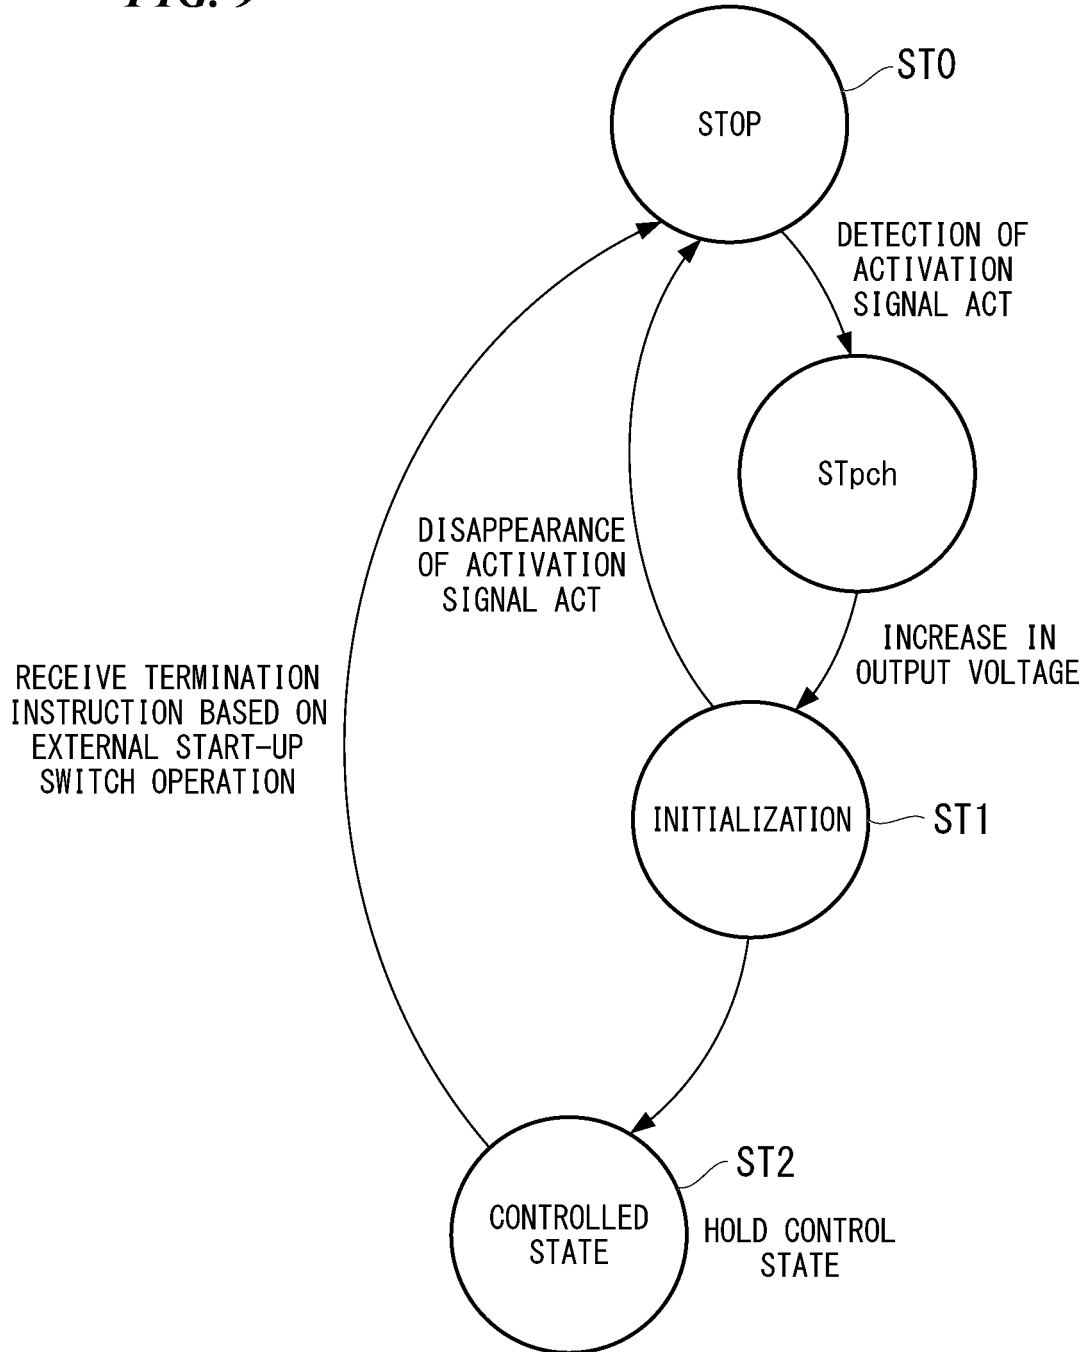 FIG. 9
ST0
STOP
DETECTION OF
ACTIVATION
SIGNAL ACT
STpch
DISAPPEARANCE
OF ACTIVATION
SIGNAL ACT
INCREASE IN
OUTPUT VOLTAGE
RECEIVE TERMINATION
INSTRUCTION BASED ON
EXTERNAL START-UP
SWITCH OPERATION
INITIALIZATION
ST1
ST2
CONTROLLED
STATE
HOLD CONTROL
STATE